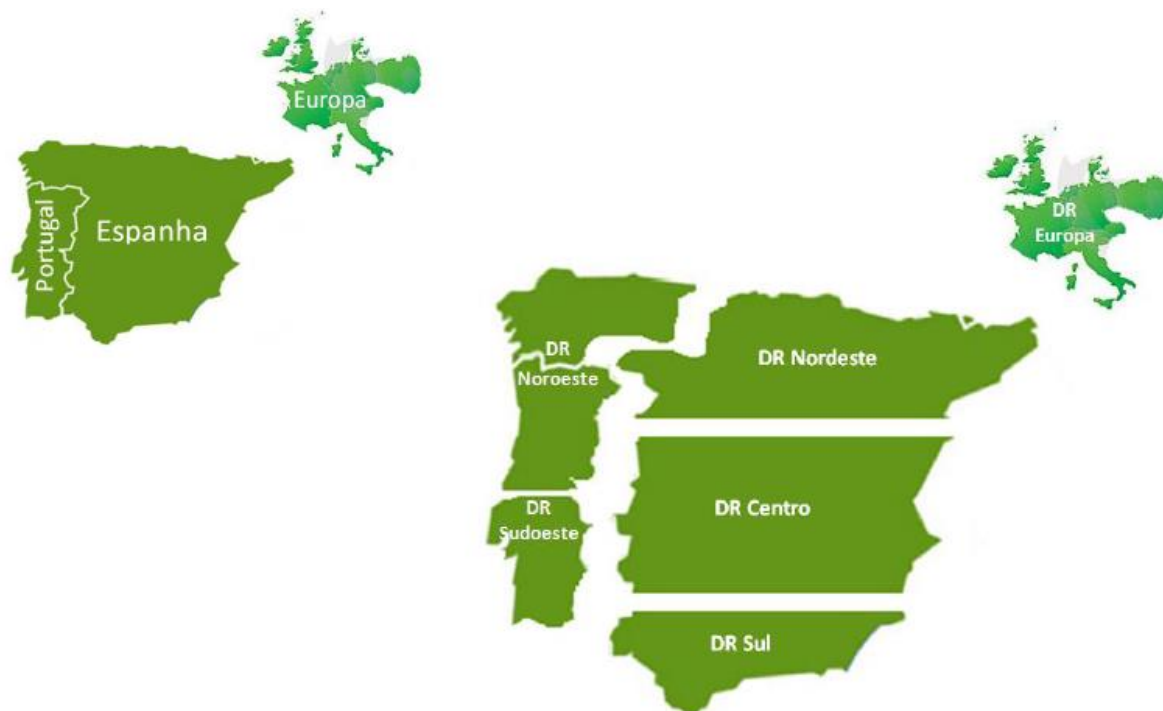 Europa
Portugal
Espanha
DR
Europa
DR
Noroeste
DR Nordeste
DR
Sudoeste
DR Centro
DR Sul